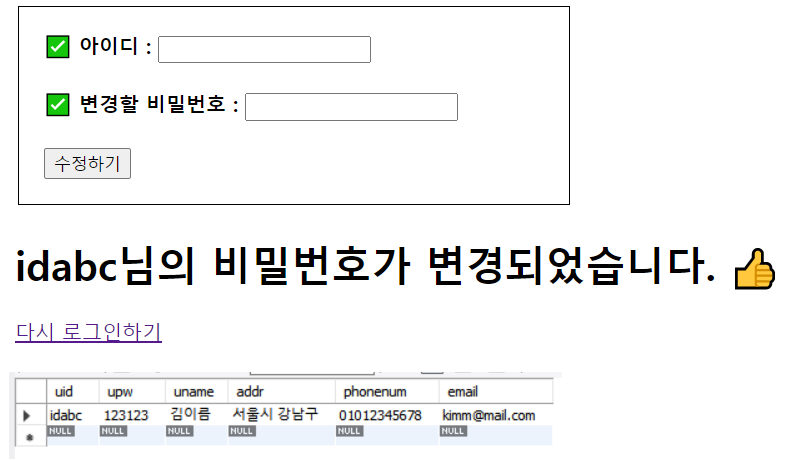 ✅ 아이디 :
✅ 변경할 비밀번호 :
수정하기
idabc님의 비밀번호가 변경되었습니다. 👍
다시 로그인하기
uid upw uname addr phonenum email
idabc 123123 김이름 서울시 강남구 01012345678 kimm@mail.com
NULL NULL NULL NULL NULL NULL